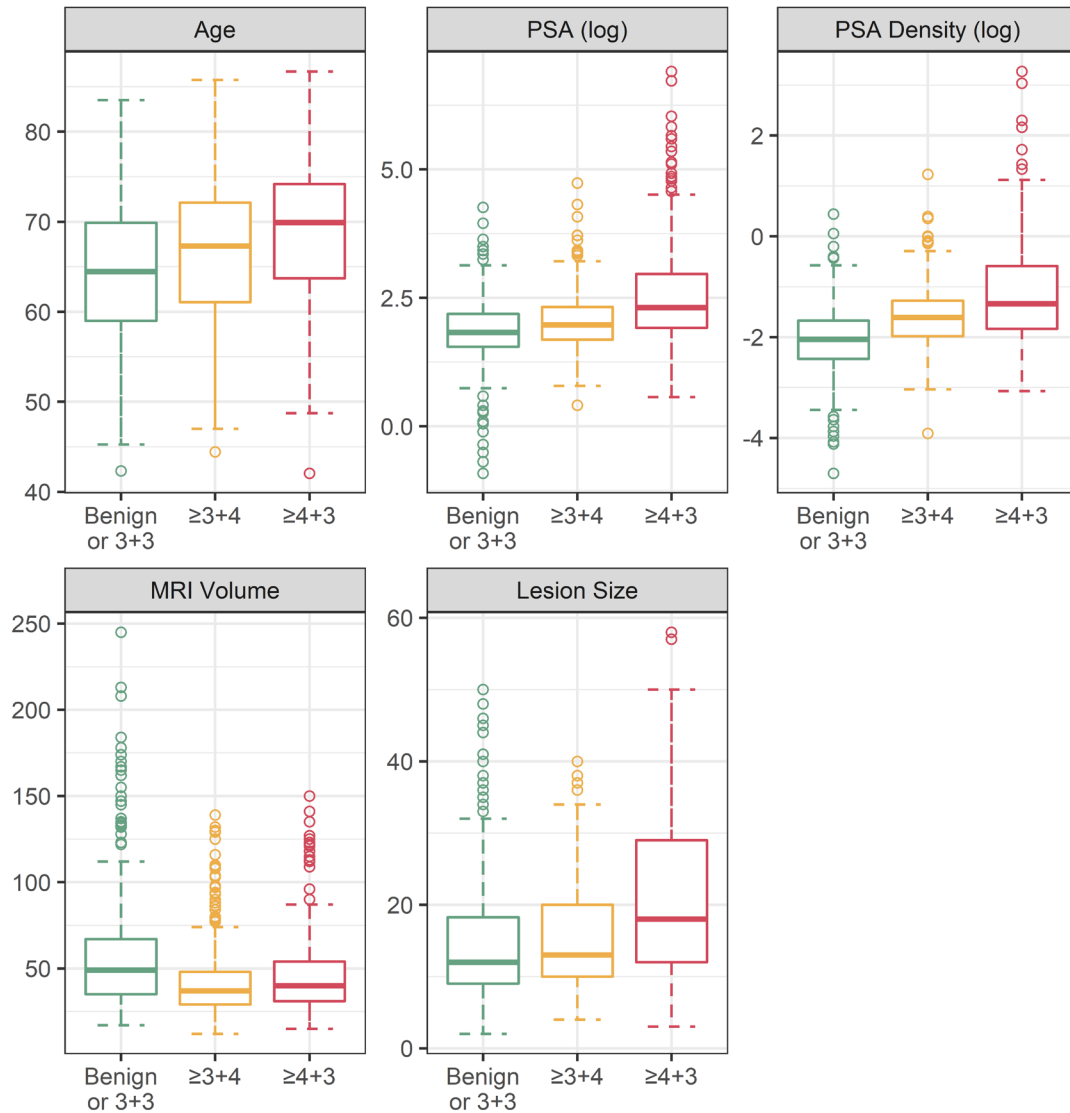 Age
80
70
60
50
40
Benign
or 3+3
≥3+4
≥4+3
PSA (log)
5.0
2.5
0.0
Benign
or 3+3
≥3+4
≥4+3
PSA Density (log)
2
0
-2
-4
Benign
or 3+3
≥3+4
≥4+3
MRI Volume
250
200
150
100
50
Benign
or 3+3
≥3+4
≥4+3
Lesion Size
60
40
20
0
Benign
or 3+3
≥3+4
≥4+3